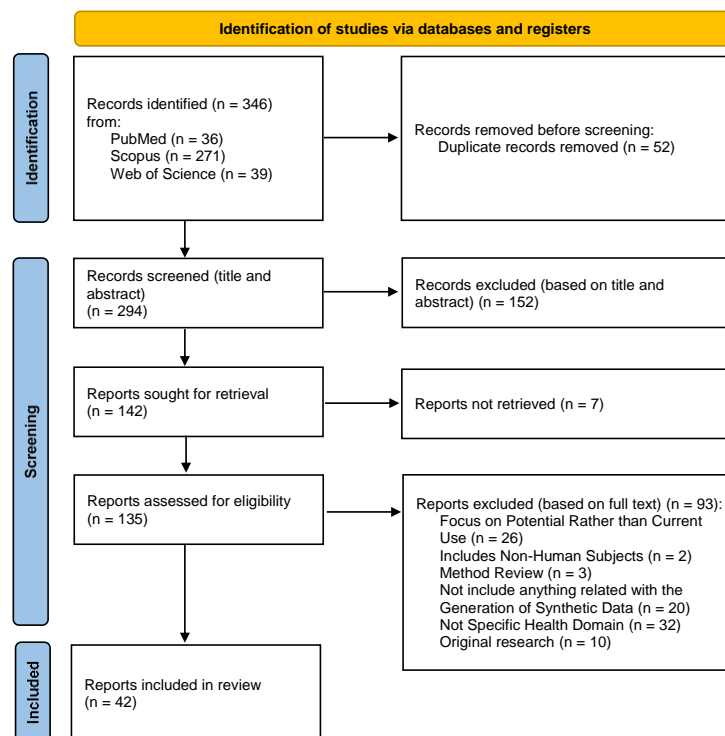 Identification of studies via databases and registers
Identification
Records identified (n = 346)
from:
PubMed (n = 36)
Scopus (n = 271)
Web of Science (n = 39)
Records removed before screening:
Duplicate records removed (n = 52)
Screening
Records screened (title and
abstract)
(n = 294)
Records excluded (based on title and
abstract) (n = 152)
Reports sought for retrieval
(n = 142)
Reports not retrieved (n = 7)
Reports assessed for eligibility
(n = 135)
Reports excluded (based on full text) (n = 93):
Focus on Potential Rather than Current
Use (n = 26)
Includes Non-Human Subjects (n = 2)
Method Review (n = 3)
Not include anything related with the
Generation of Synthetic Data (n = 20)
Not Specific Health Domain (n = 32)
Original research (n = 10)
Included
Reports included in review
(n = 42)